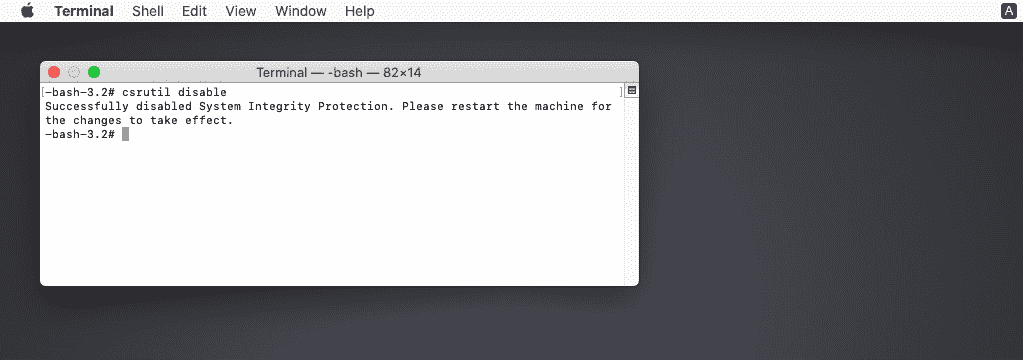 Terminal Shell Edit View Window Help A
Terminal — -bash — 82×14
[-bash-3.2# csrutil disable ]
Successfully disabled System Integrity Protection. Please restart the machine for
the changes to take effect.
-bash-3.2#